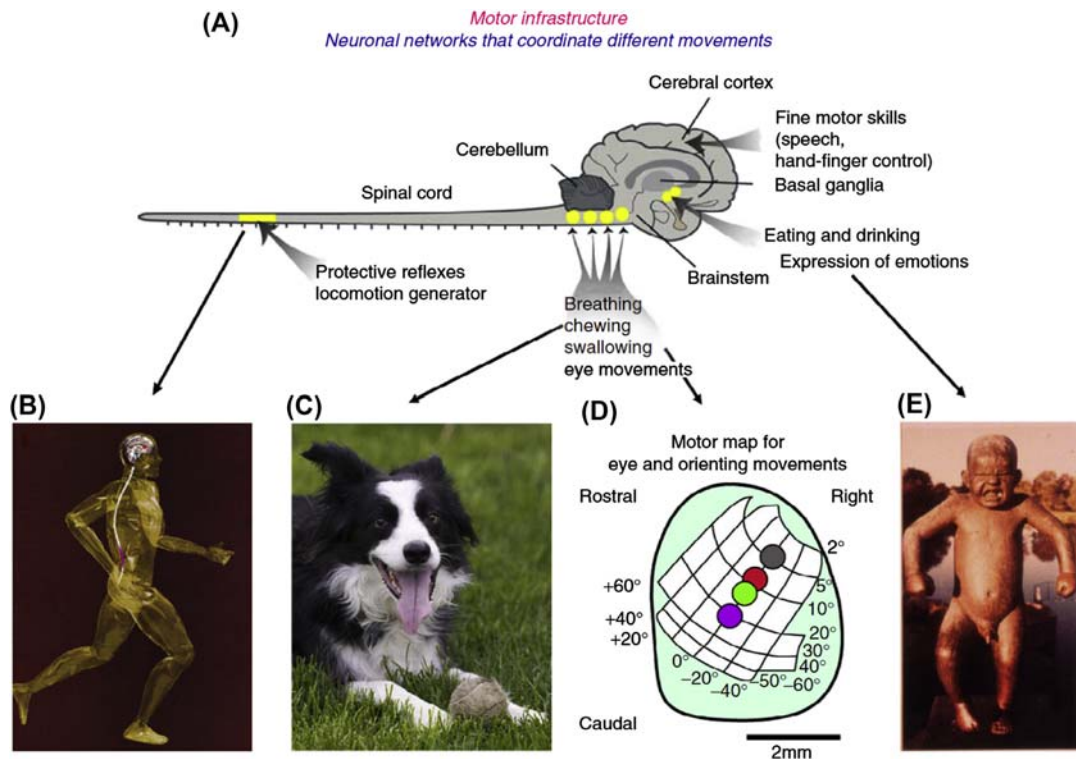 (A)
Motor infrastructure
Neuronal networks that coordinate different movements
Cerebral cortex
Fine motor skills
(speech,
hand-finger control)
Cerebellum
Basal ganglia
Spinal cord
Eating and drinking
Expression of emotions
Brainstem
Protective reflexes
locomotion generator
Breathing
chewing
swallowing
eye movements
(B)
(C)
(D)
(E)
Motor map for
eye and orienting movements
Rostral
Right
2°
+60°
5°
10°
+40°
+20°
20°
30°
40°
0°
−20°
−40°
−50°
−60°
Caudal
2mm